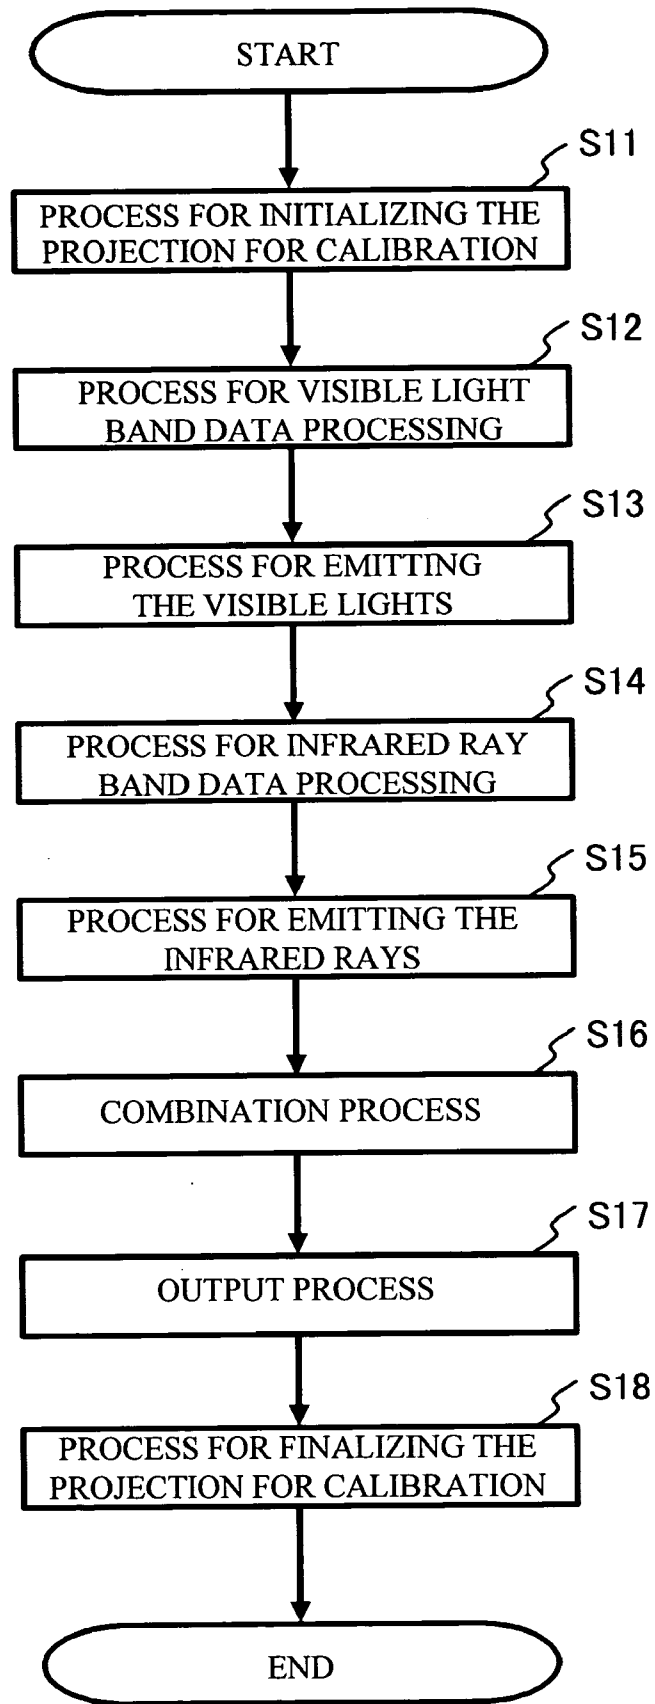 START
S11
PROCESS FOR INITIALIZING THE
PROJECTION FOR CALIBRATION
S12
PROCESS FOR VISIBLE LIGHT
BAND DATA PROCESSING
S13
PROCESS FOR EMITTING
THE VISIBLE LIGHTS
S14
PROCESS FOR INFRARED RAY
BAND DATA PROCESSING
S15
PROCESS FOR EMITTING THE
INFRARED RAYS
S16
COMBINATION PROCESS
S17
OUTPUT PROCESS
S18
PROCESS FOR FINALIZING THE
PROJECTION FOR CALIBRATION
END